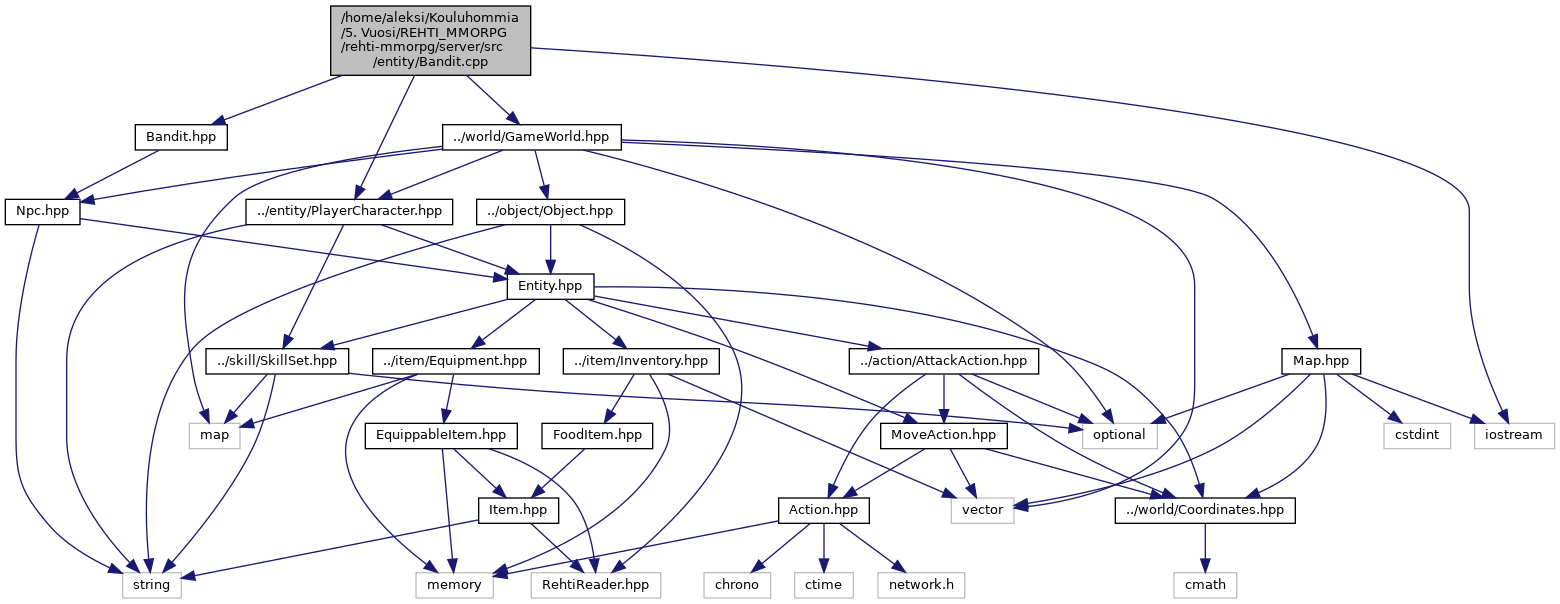 /home/aleksi/Kouluhommia
/5. Vuosi/REHTI_MMORPG
/rehti-mmorpg/server/src
/entity/Bandit.cpp
Bandit.hpp
../world/GameWorld.hpp
Npc.hpp
../entity/PlayerCharacter.hpp
../object/Object.hpp
Entity.hpp
../skill/SkillSet.hpp
../item/Equipment.hpp
../item/Inventory.hpp
../action/AttackAction.hpp
Map.hpp
map
EquippableItem.hpp
FoodItem.hpp
MoveAction.hpp
optional
cstdint
iostream
Item.hpp
Action.hpp
vector
../world/Coordinates.hpp
string
memory
RehtiReader.hpp
chrono
ctime
network.h
cmath